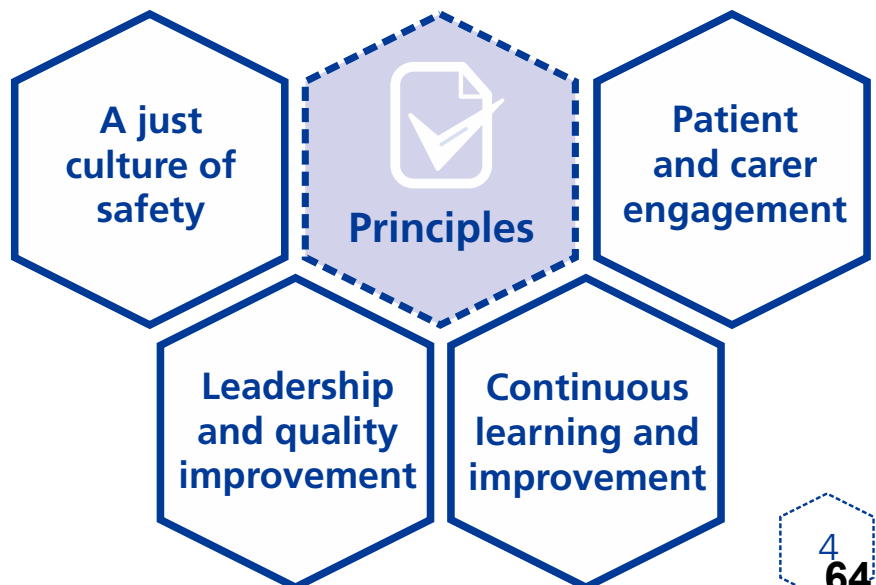 A just
culture of
safety
Principles
Patient
and carer
engagement
Leadership
and quality
improvement
Continuous
learning and
improvement
4
64